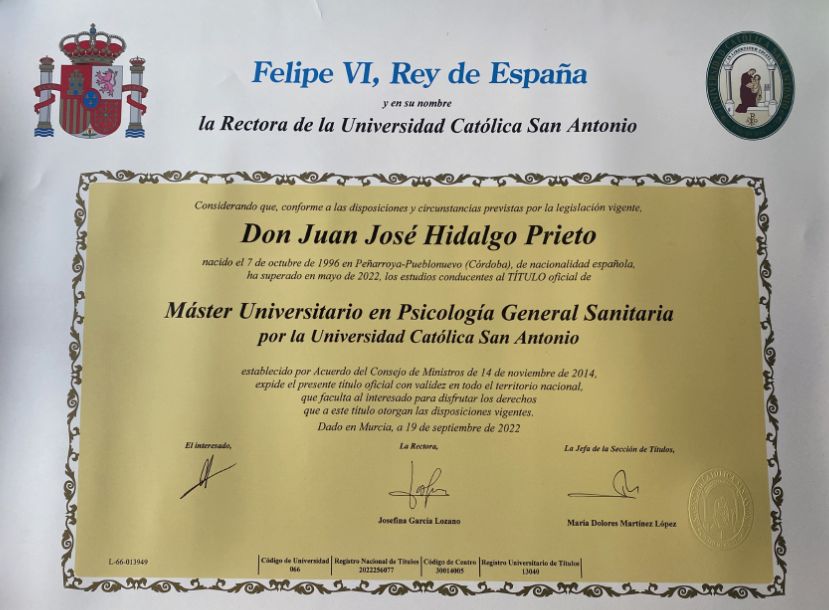 Felipe VI, Rey de España
y en su nombre
la Rectora de la Universidad Católica San Antonio
Considerando que, conforme a las disposiciones y circunstancias previstas por la legislación vigente,
Don Juan José Hidalgo Prieto
nacido el 7 de octubre de 1996 en Peñarroya-Pueblonuevo (Córdoba), de nacionalidad española,
ha superado en mayo de 2022, los estudios conducentes al TÍTULO oficial de
Máster Universitario en Psicología General Sanitaria
por la Universidad Católica San Antonio
establecido por Acuerdo del Consejo de Ministros de 14 de noviembre de 2014,
expide el presente título oficial con validez en todo el territorio nacional,
que faculta al interesado para disfrutar los derechos
que a este título otorgan las disposiciones vigentes.
Dado en Murcia, a 19 de septiembre de 2022
El interesado,
La Rectora,
La Jefa de la Sección de Títulos,
Josefina García Lozano
María Dolores Martínez López
L-66-013949
Código de Universidad
066
Registro Nacional de Títulos
2022256077
Código de Centro
30014005
Registro Universitario de Títulos
13040